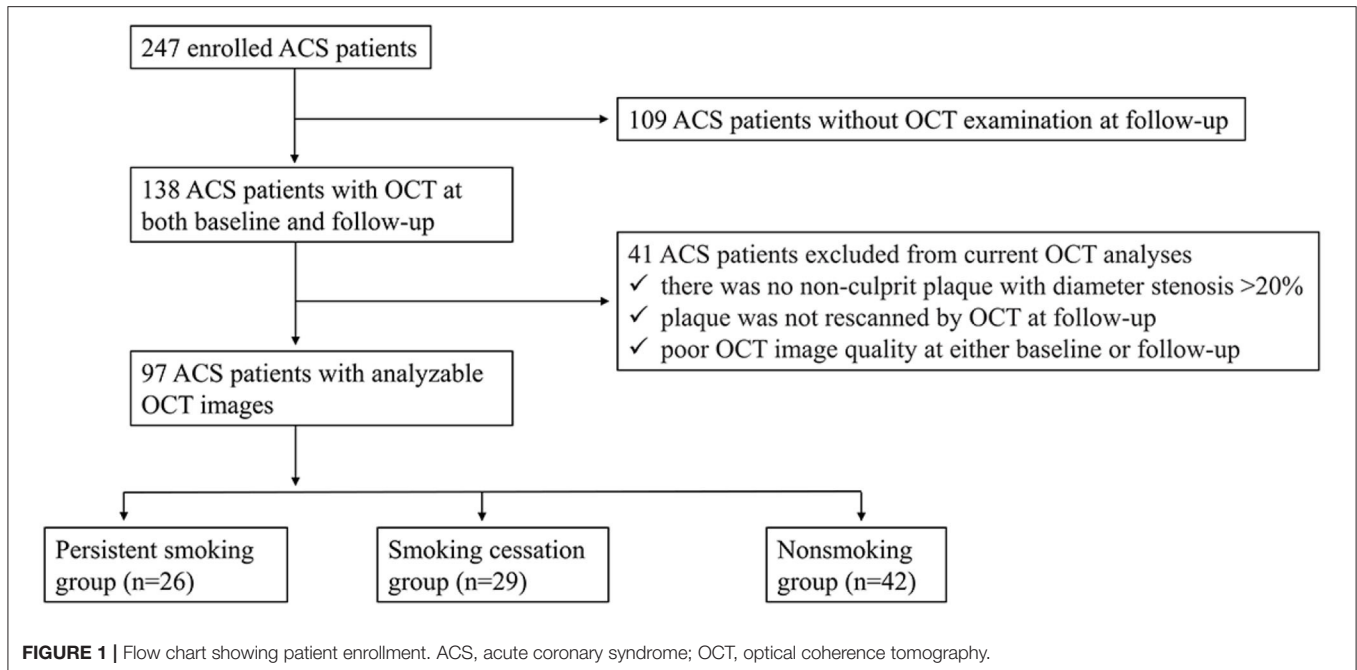 247 enrolled ACS patients
109 ACS patients without OCT examination at follow-up
138 ACS patients with OCT at
both baseline and follow-up
41 ACS patients excluded from current OCT analyses
✓ there was no non-culprit plaque with diameter stenosis >20%
✓ plaque was not rescanned by OCT at follow-up
✓ poor OCT image quality at either baseline or follow-up
97 ACS patients with analyzable
OCT images
Persistent smoking
group (n=26)
Smoking cessation
group (n=29)
Nonsmoking
group (n=42)
FIGURE 1 | Flow chart showing patient enrollment. ACS, acute coronary syndrome; OCT, optical coherence tomography.